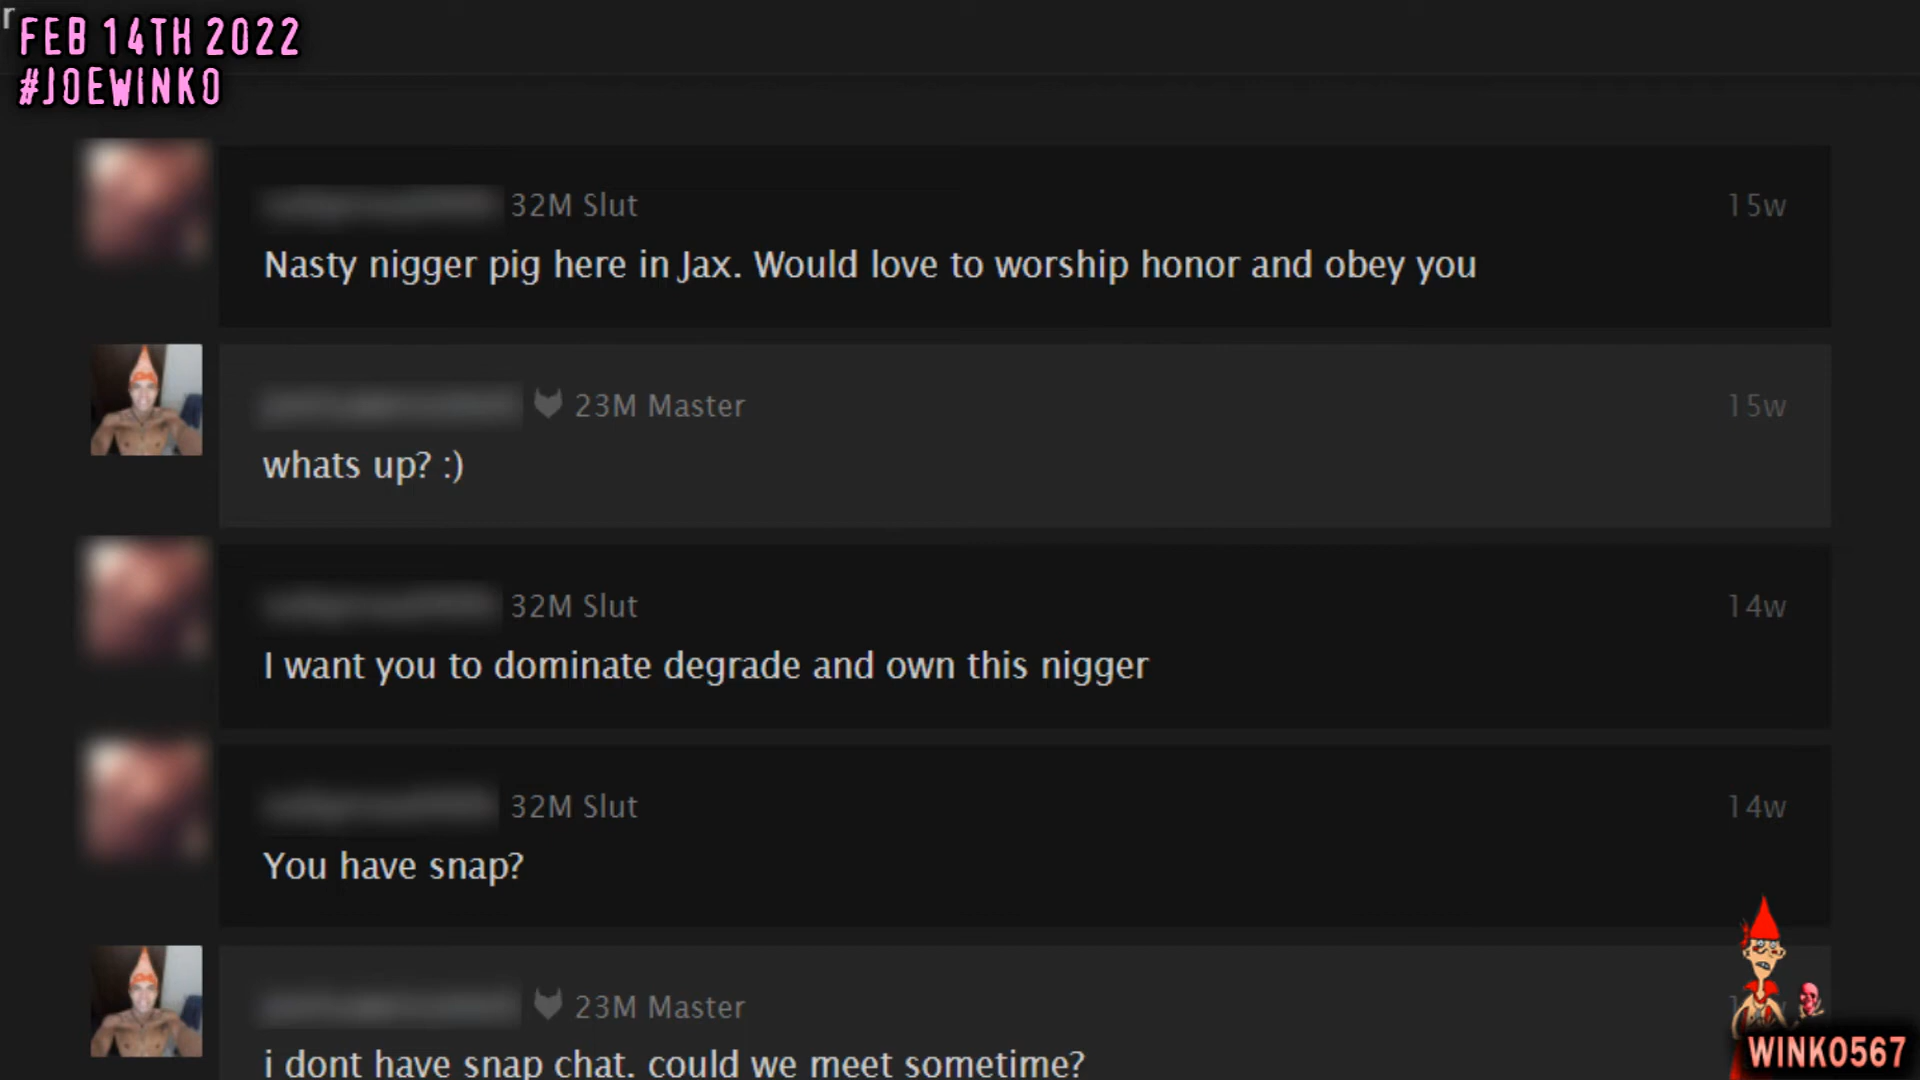 r
FEB 14TH 2022
#JOEWINKO
32M Slut 15w
Nasty nigger pig here in Jax. Would love to worship honor and obey you
23M Master 15w
whats up? :)
32M Slut 14w
I want you to dominate degrade and own this nigger
32M Slut 14w
You have snap?
23M Master
i dont have snap chat. could we meet sometime?
WINKO567